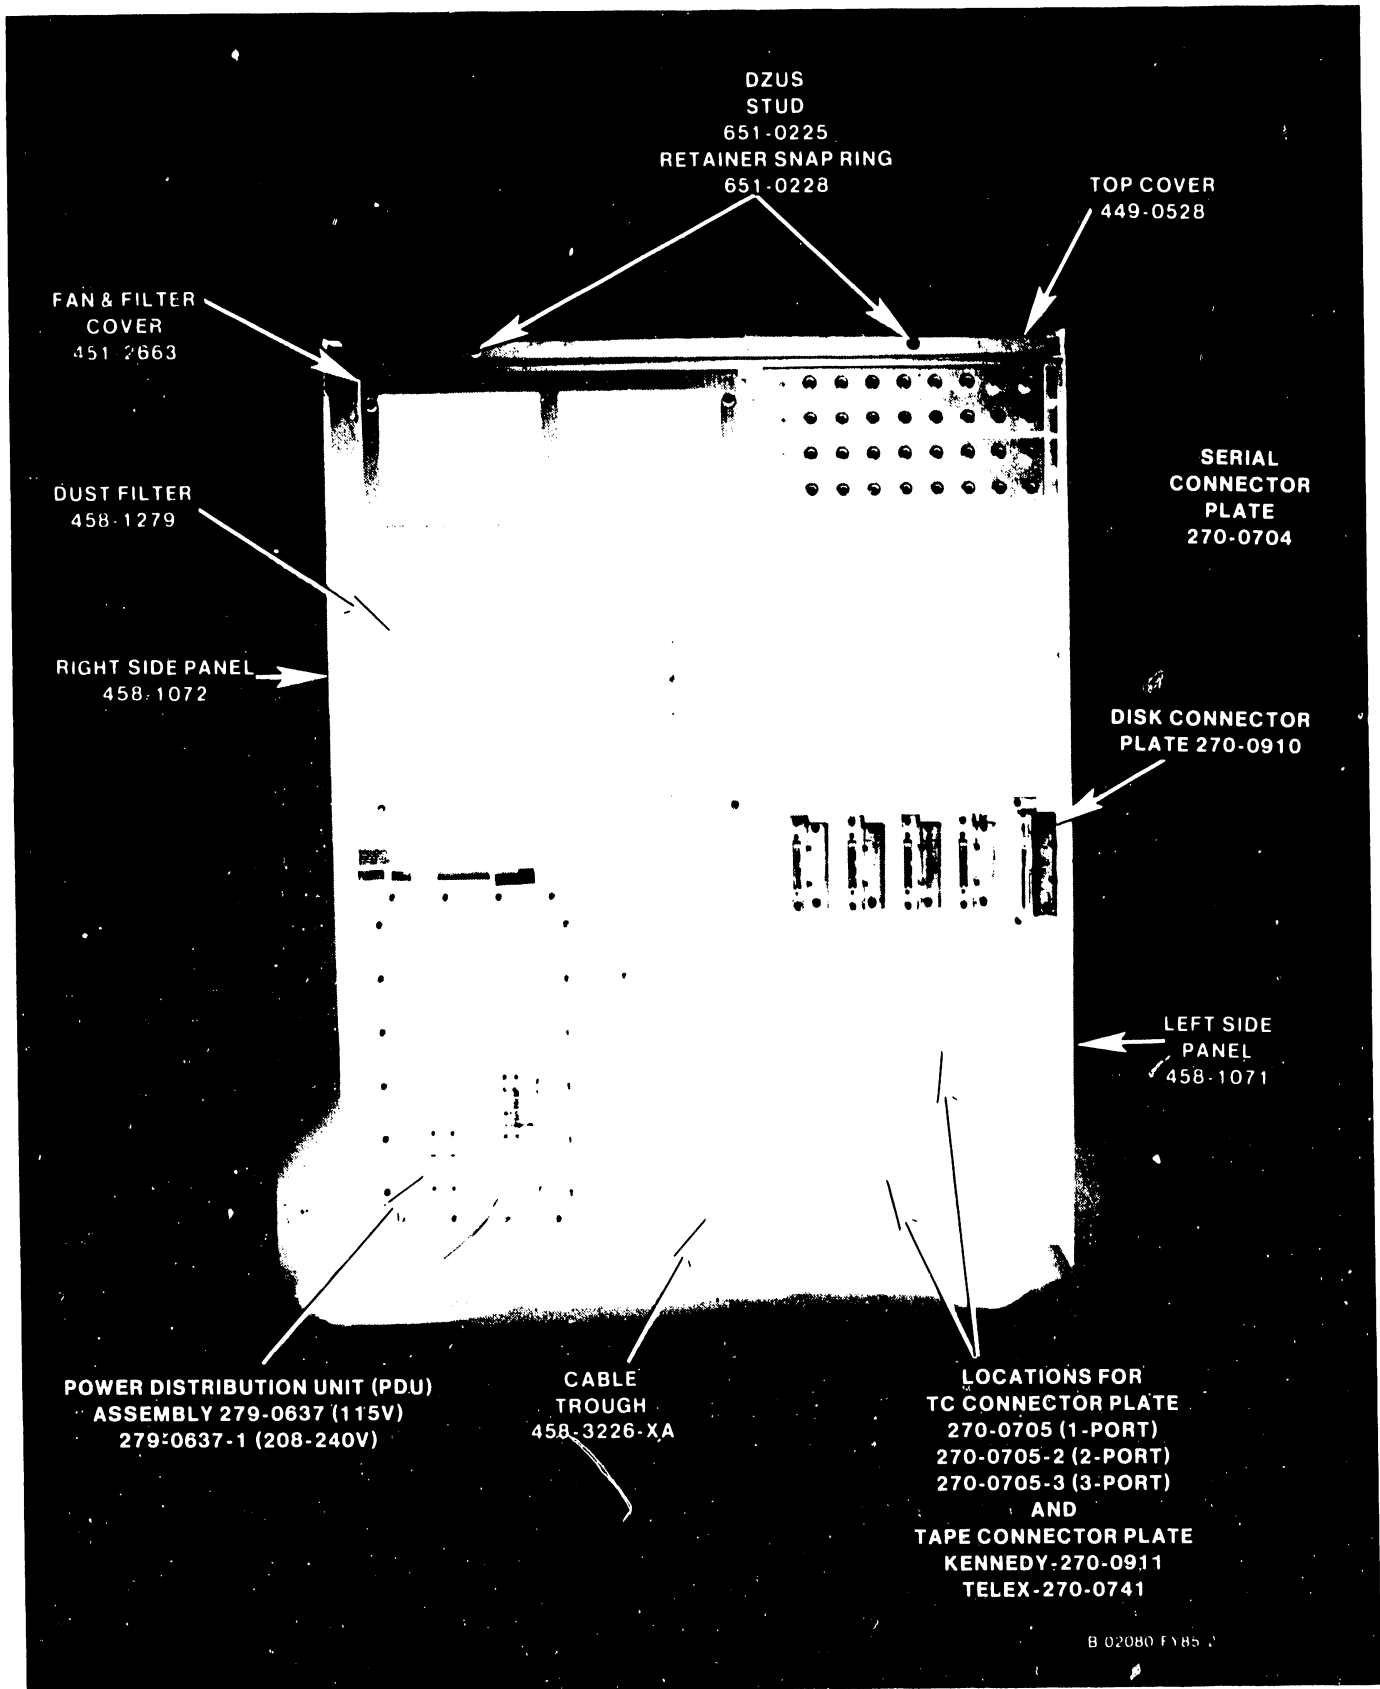 DZUS
STUD
651-0225
RETAINER SNAP RING
651-0228
TOP COVER
449-0528
FAN & FILTER
COVER
451-2663
SERIAL
CONNECTOR
PLATE
270-0704
DUST FILTER
458-1279
RIGHT SIDE PANEL
458-1072
DISK CONNECTOR
PLATE 270-0910
LEFT SIDE
PANEL
458-1071
POWER DISTRIBUTION UNIT (PDU)
ASSEMBLY 279-0637 (115V)
279-0637-1 (208-240V)
CABLE
TROUGH
458-3226-XA
LOCATIONS FOR
TC CONNECTOR PLATE
270-0705 (1-PORT)
270-0705-2 (2-PORT)
270-0705-3 (3-PORT)
AND
TAPE CONNECTOR PLATE
KENNEDY-270-0911
TELEX-270-0741
B 02080 FY85 2